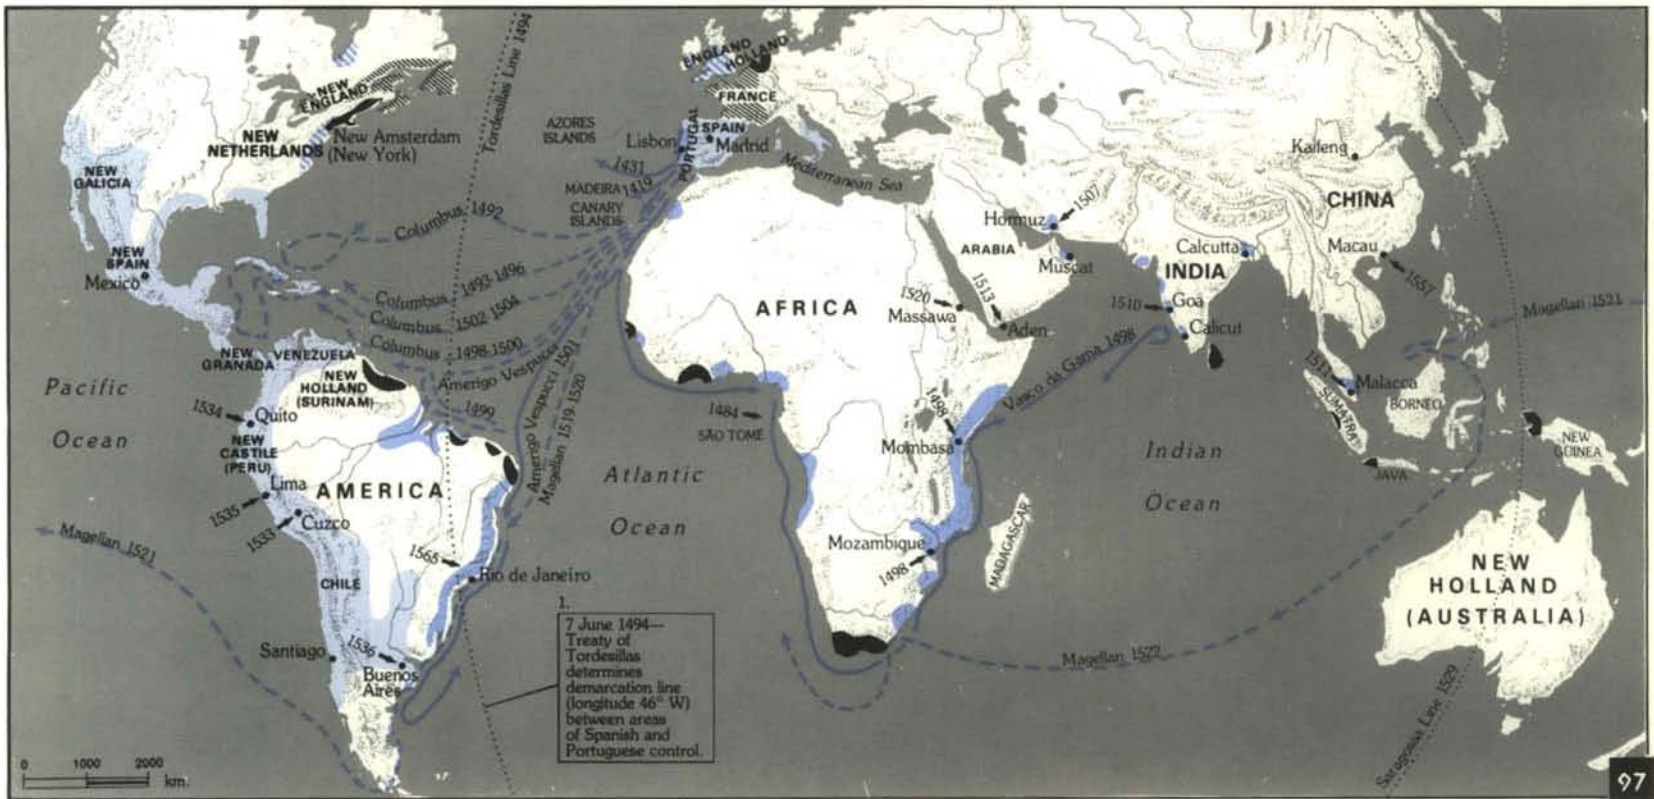 Tordesillas Line 1494
ENGLAND
HOLLAND
FRANCE
NEW
ENGLAND
NEW
NETHERLANDS
New Amsterdam
(New York)
AZORES
ISLANDS
Lisbon
PORTUGAL
SPAIN
Madrid
Mediterranean Sea
1431
1419
MADEIRA
CANARY
ISLANDS
NEW
GALICIA
Columbus 1492
NEW
SPAIN
Mexico
Columbus 1493-1496
Columbus 1502-1504
Columbus 1498-1500
Amerigo Vespucci
1499
Amerigo Vespucci 1501
Magellan 1519-1520
NEW
GRANADA
VENEZUELA
NEW
HOLLAND
(SURINAM)
Pacific
Ocean
1534
Quito
NEW
CASTILE
(PERU)
Lima
1535
AMERICA
1533
Cuzco
Magellan 1521
CHILE
1565
Rio de Janeiro
Santiago
1536
Buenos
Aires
Atlantic
Ocean
1.
7 June 1494—
Treaty of
Tordesillas
determines
demarcation line
(longitude 46° W)
between areas
of Spanish and
Portuguese control.
0 1000 2000
km.
AFRICA
1484
SÃO TOMÉ
1520
Massawa
1513
Aden
ARABIA
Hormuz
1507
Muscat
1498
Mombasa
Mozambique
1498
MADAGASCAR
Vasco da Gama 1498
Calcutta
INDIA
1510
Goa
Calicut
Indian
Ocean
Kaifeng
CHINA
Macau
1557
Magellan 1521
1511
Malacca
SUMATRA
BORNEO
JAVA
NEW
GUINEA
NEW
HOLLAND
(AUSTRALIA)
Magellan 1522
Saragossa Line 1529
97